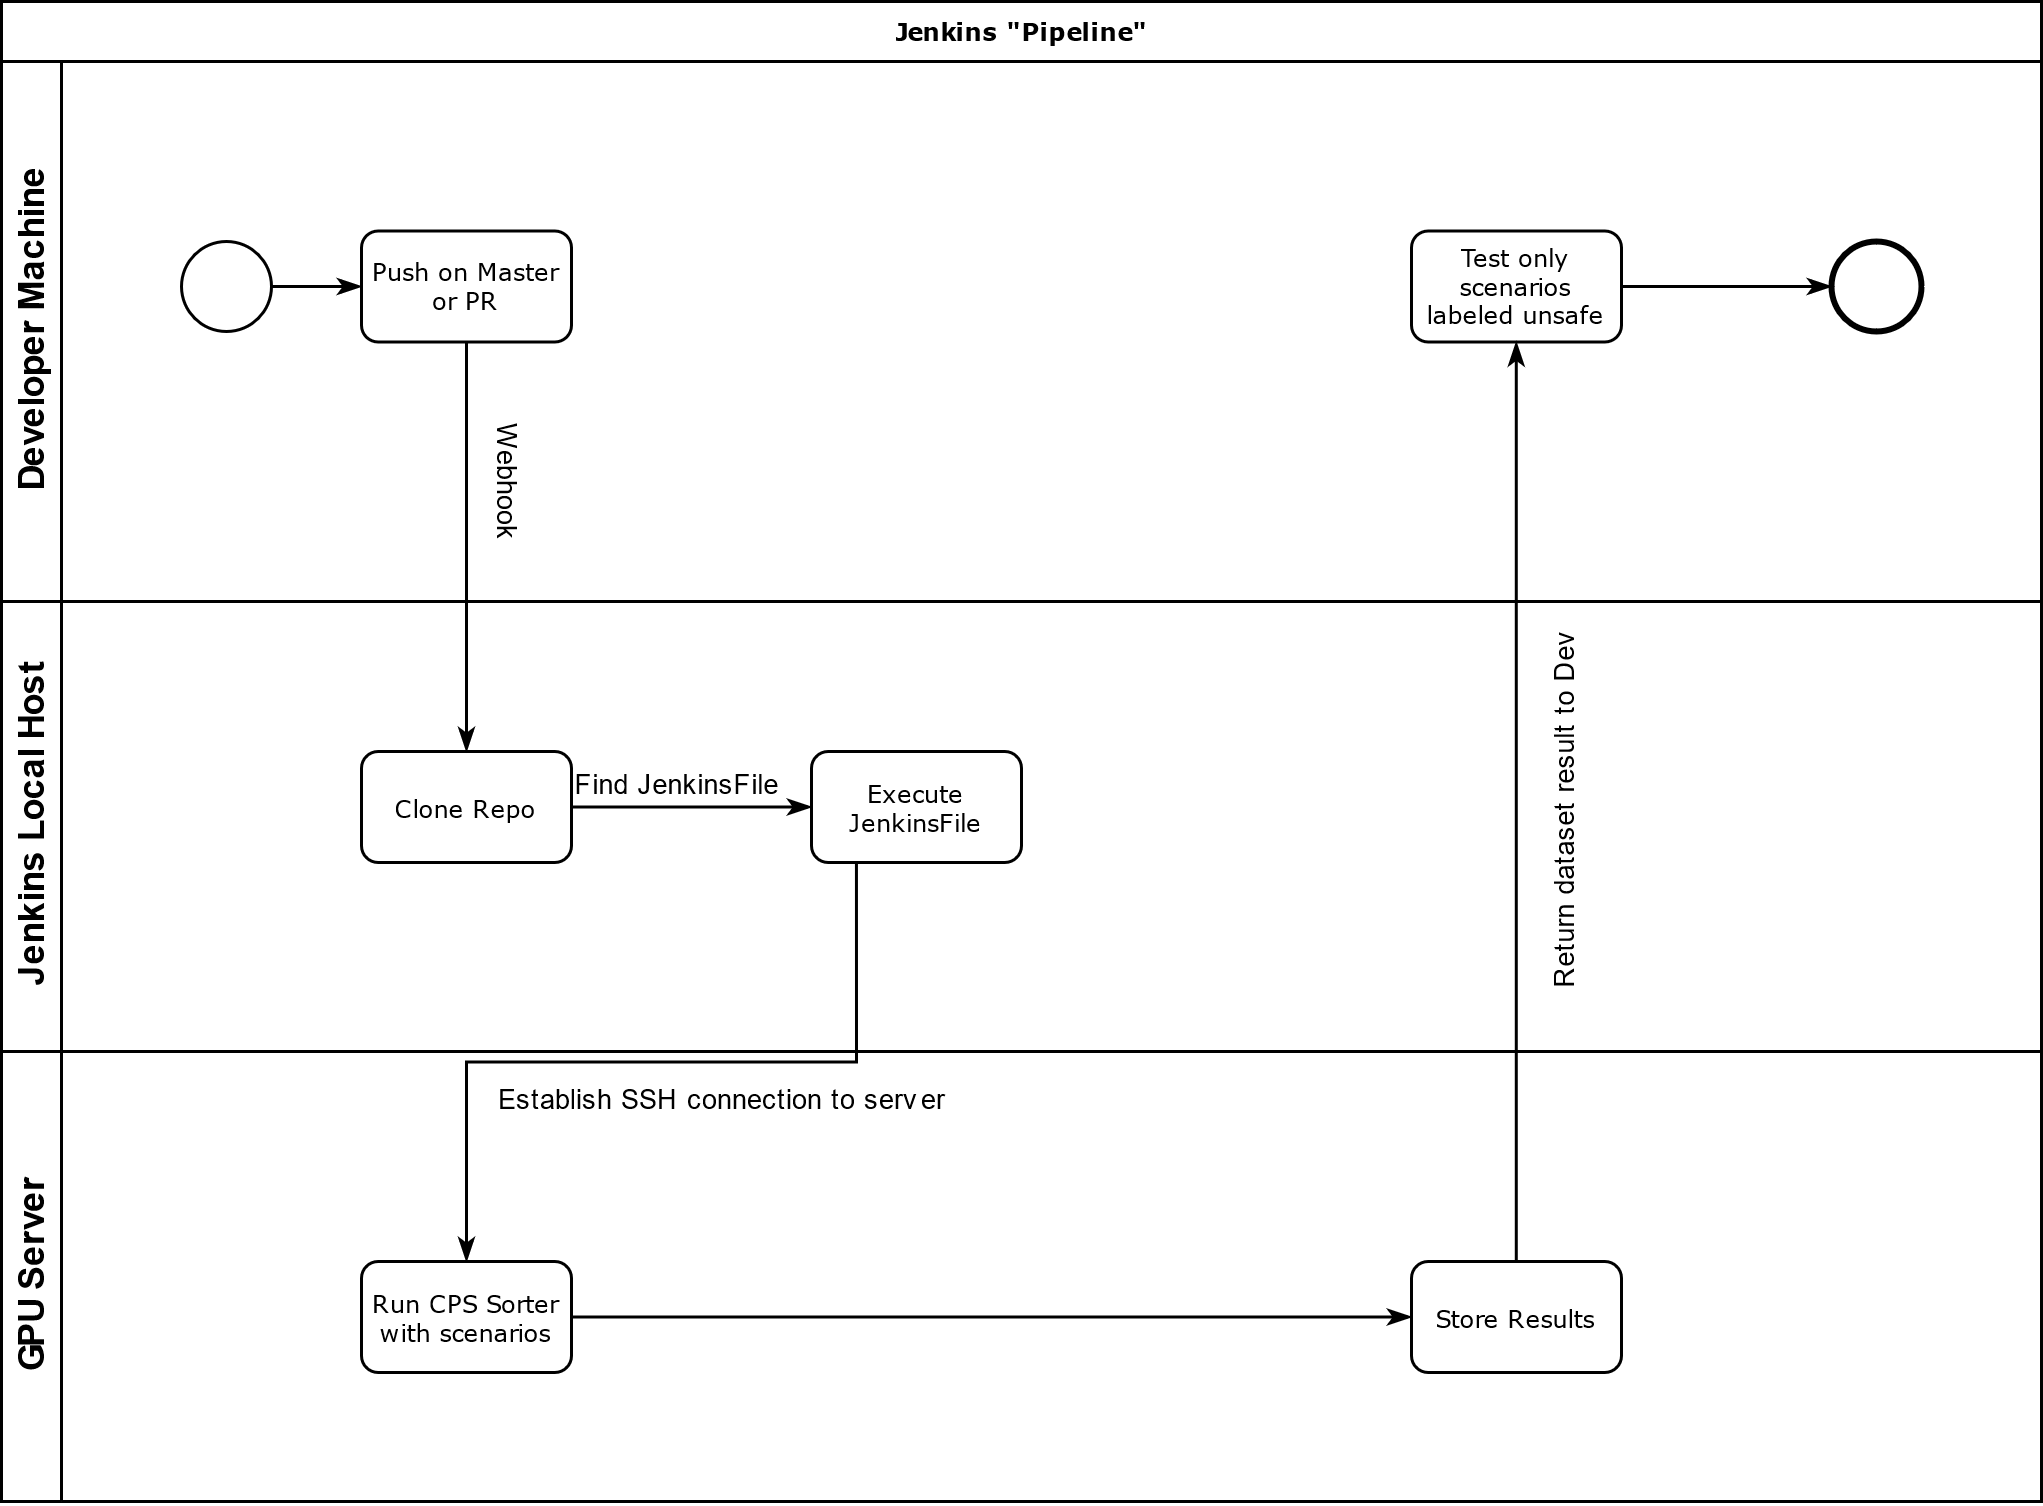 Jenkins "Pipeline"
Developer Machine
Push on Master
or PR
Test only
scenarios
labeled unsafe
Webhook
Jenkins Local Host
Clone Repo
Find JenkinsFile
Execute
JenkinsFile
Return dataset result to Dev
GPU Server
Establish SSH connection to server
Run CPS Sorter
with scenarios
Store Results